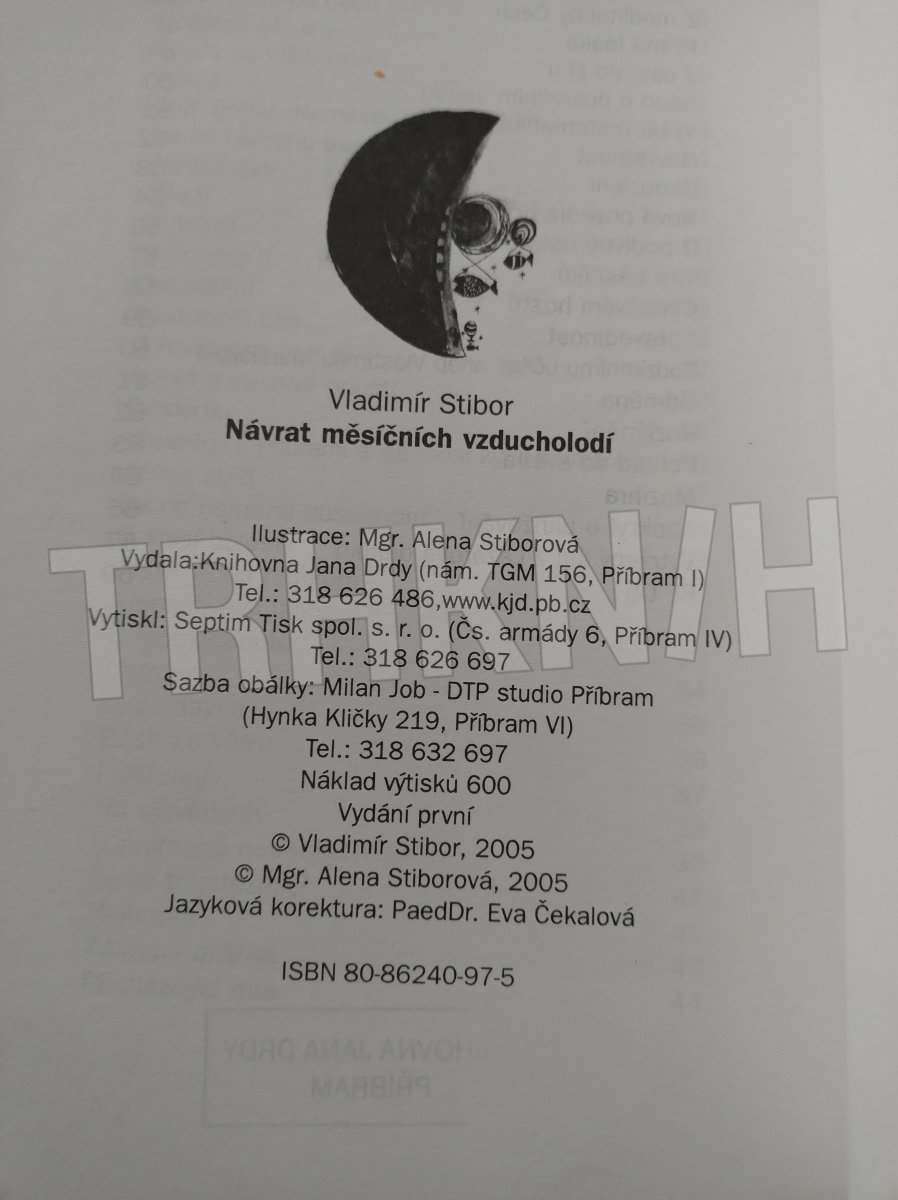 Vladimír Stibor
Návrat měsíčních vzducholodí
Ilustrace: Mgr. Alena Stiborová
Vydala:Knihovna Jana Drdy (nám. TGM 156, Příbram I)
Tel.: 318 626 486,www.kjd.pb.cz
Vytiskl: Septim Tisk spol. s. r. o. (Čs. armády 6, Příbram IV)
Tel.: 318 626 697
Sazba obálky: Milan Job - DTP studio Příbram
(Hynka Kličky 219, Příbram VI)
Tel.: 318 632 697
Náklad výtisků 600
Vydání první
© Vladimír Stibor, 2005
© Mgr. Alena Stiborová, 2005
Jazyková korektura: PaedDr. Eva Čekalová
ISBN 80-86240-97-5
TRH KNIH